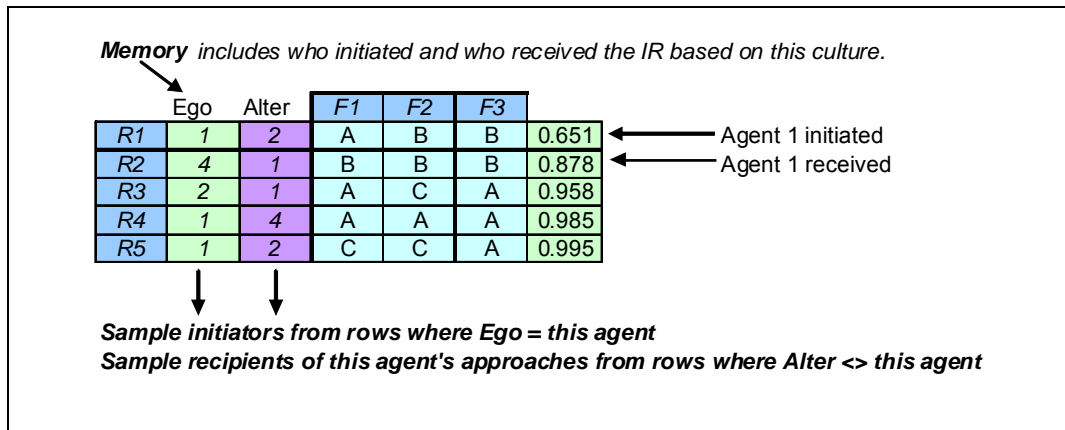 Memory includes who initiated and who received the IR based on this culture.
Ego Alter F1 F2 F3
R1 1 2 A B B 0.651 Agent 1 initiated
R2 4 1 B B B 0.878 Agent 1 received
R3 2 1 A C A 0.958
R4 1 4 A A A 0.985
R5 1 2 C C A 0.995
Sample initiators from rows where Ego = this agent
Sample recipients of this agent's approaches from rows where Alter <> this agent